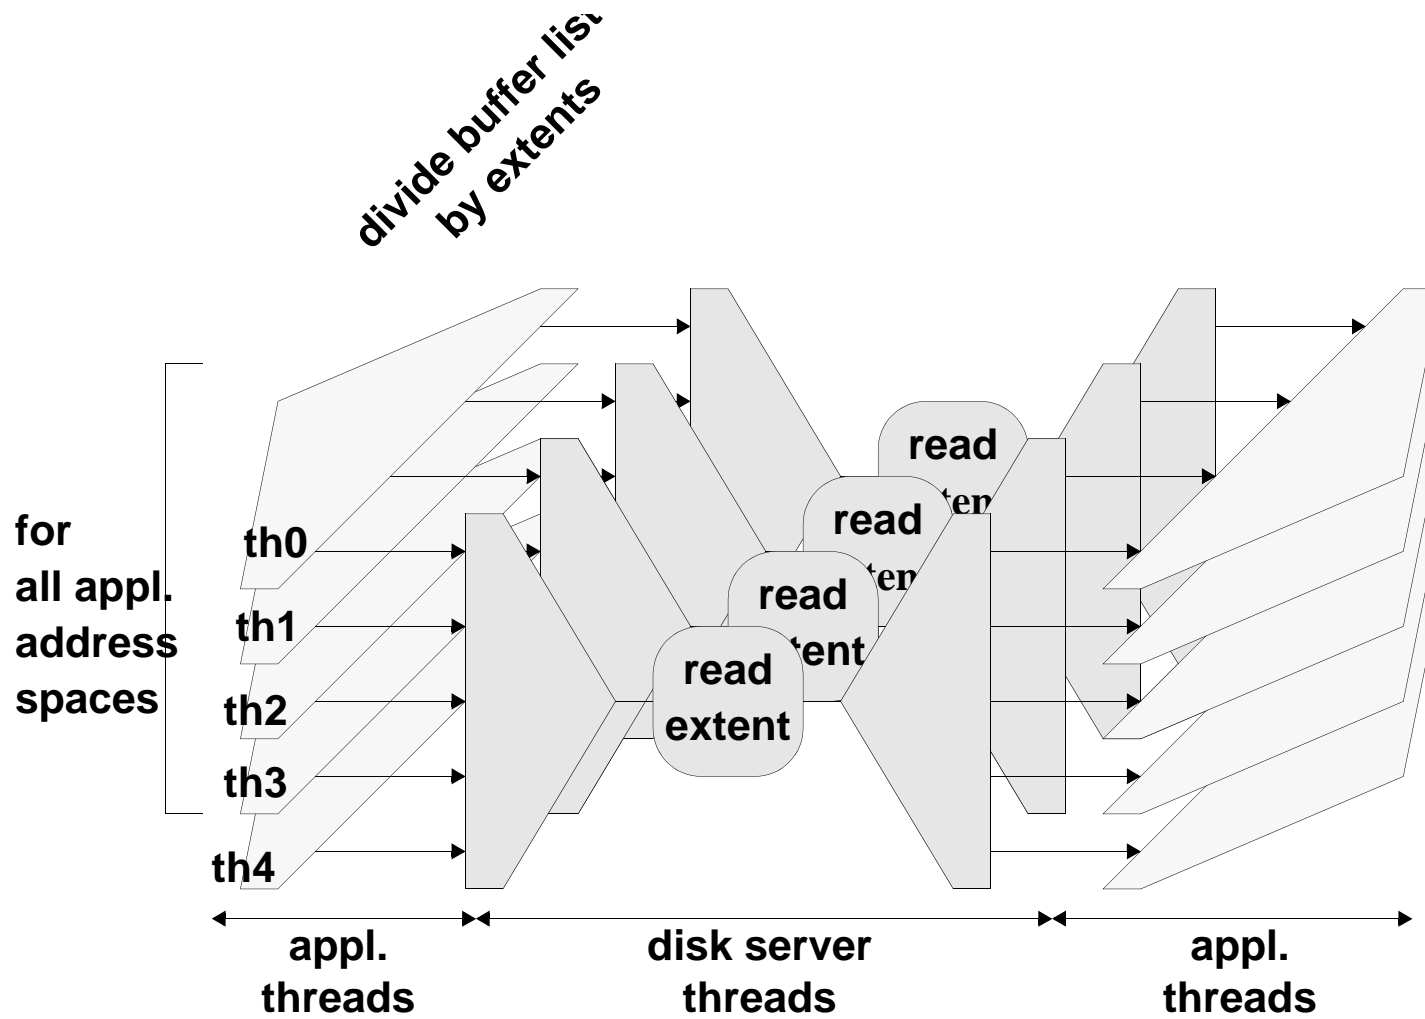 divide buffer list
by extents
read
read
read
tent
read
extent
for
all appl.
address
spaces
th0
th1
th2
th3
th4
appl.
threads
disk server
threads
appl.
threads